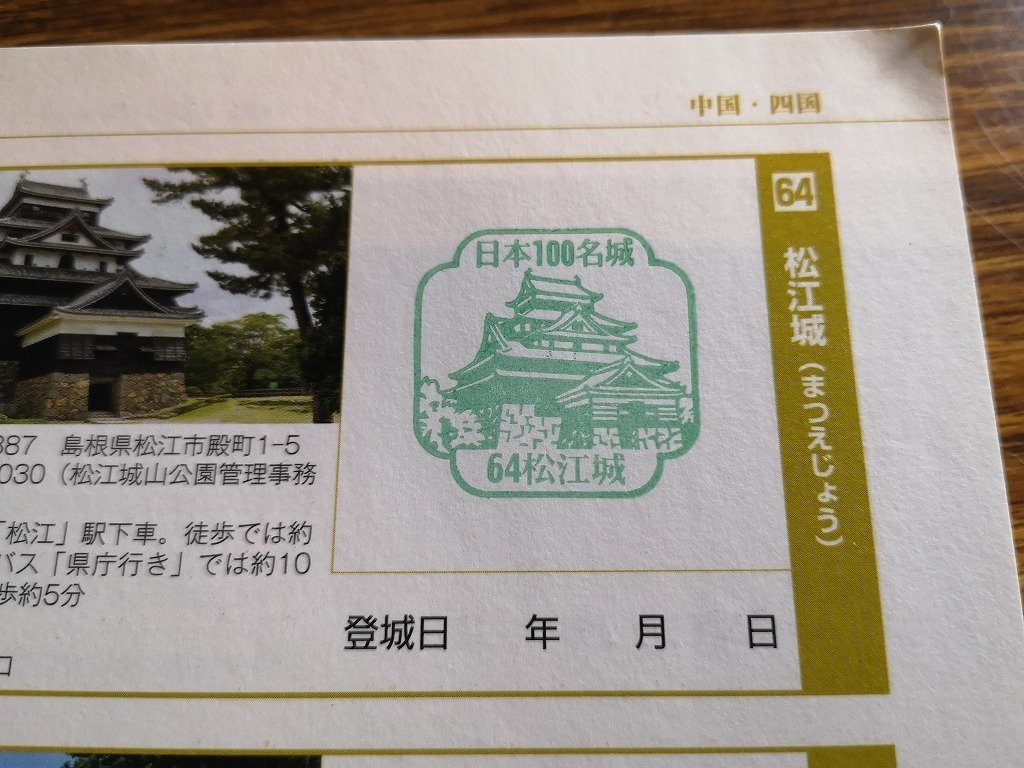 中国・四国
64
松江城(まつえじょう)
日本100名城
64松江城
887 島根県松江市殿町1-5
030(松江城山公園管理事務
「松江」駅下車。徒歩では約
バス「県庁行き」では約10
歩約5分
登城日 年 月 日
口